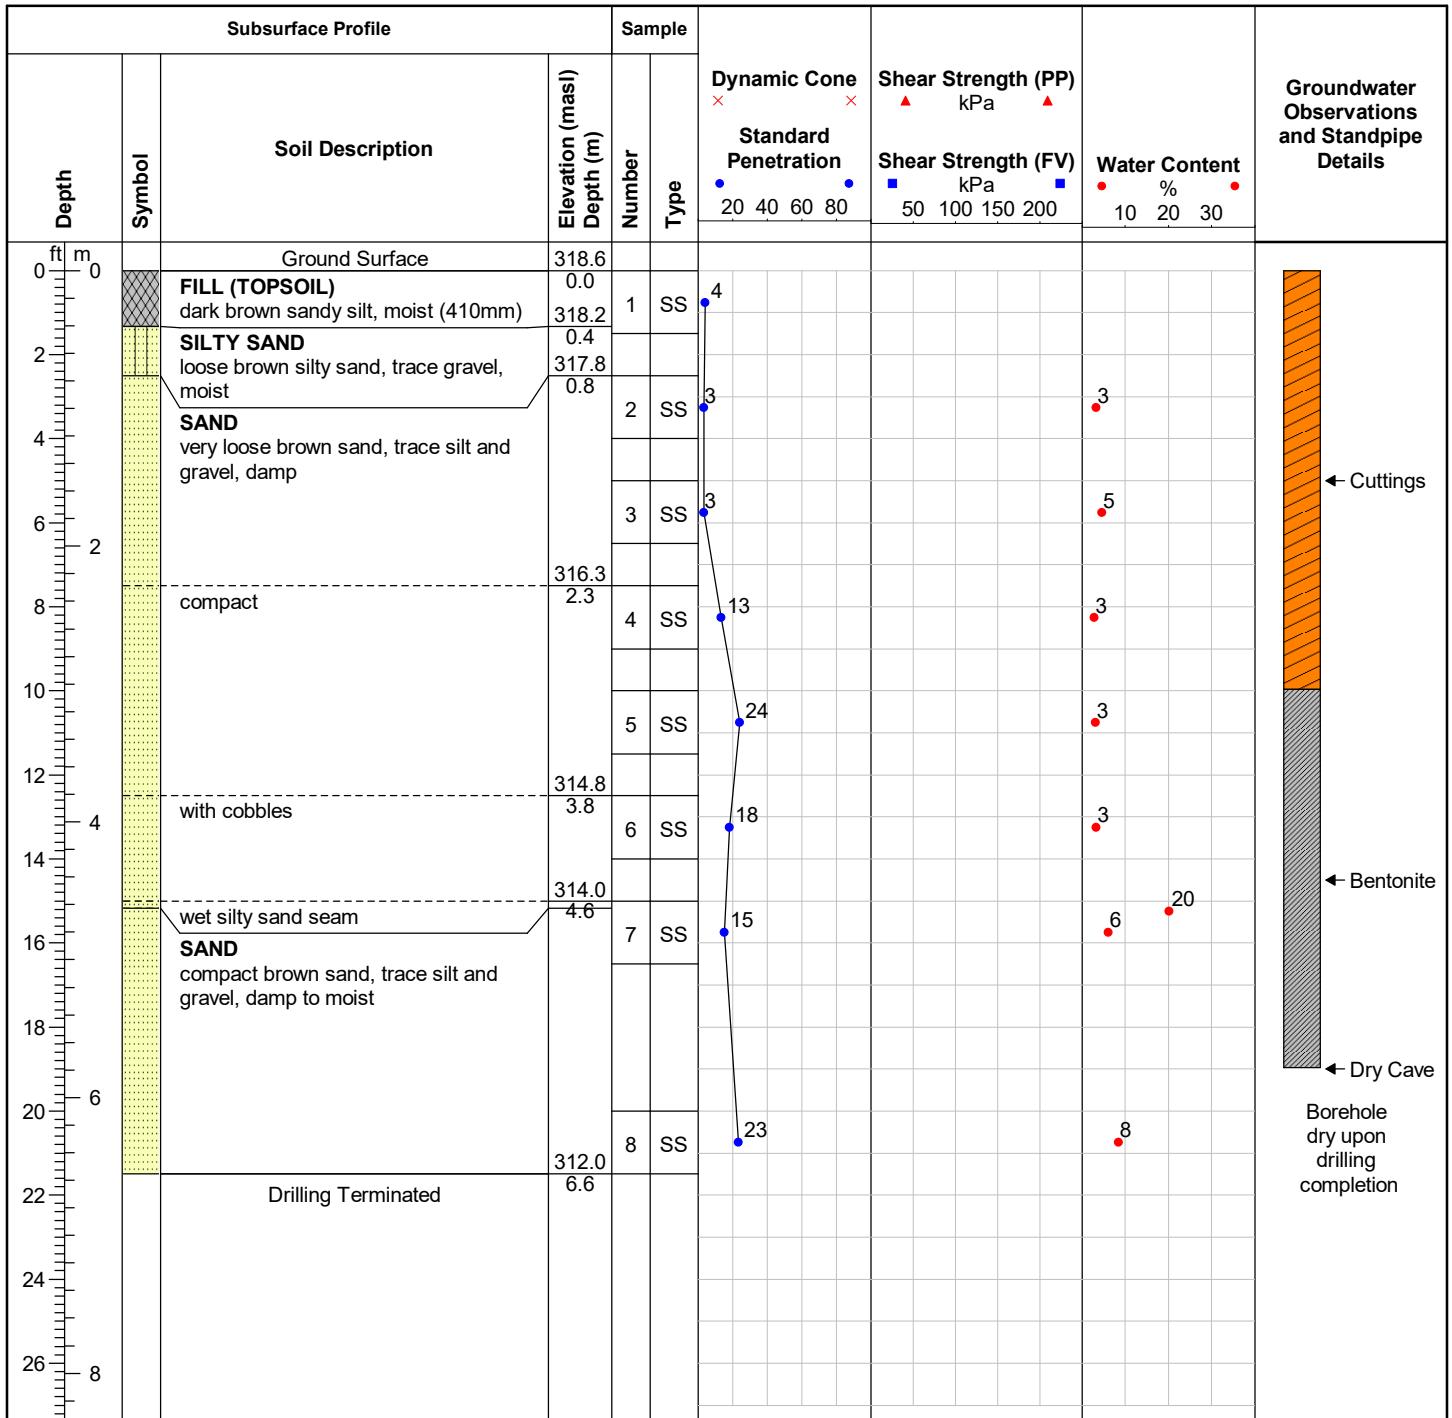 Subsurface Profile
Sample
Depth
Symbol
Soil Description
Elevation (masl)
Depth (m)
Number
Type
Dynamic Cone
Standard
Penetration
20 40 60 80
Shear Strength (PP)
kPa
Shear Strength (FV)
kPa
50 100 150 200
Water Content
%
10 20 30
Groundwater
Observations
and Standpipe
Details
ft m
Ground Surface
318.6
0 0
0.0
FILL (TOPSOIL)
dark brown sandy silt, moist (410mm)
318.2
1 SS
4
0.4
SILTY SAND
loose brown silty sand, trace gravel,
moist
2
317.8
0.8
2 SS
3
3
SAND
very loose brown sand, trace silt and
gravel, damp
4
Cuttings
3 SS
3
5
6
2
316.3
2.3
compact
8
4 SS
13
3
10
5 SS
24
3
12
314.8
3.8
with cobbles
4
6 SS
18
3
14
Bentonite
314.0
4.6
wet silty sand seam
20
6
7 SS
15
16
SAND
compact brown sand, trace silt and
gravel, damp to moist
18
Dry Cave
6
20
Borehole
dry upon
drilling
completion
8 SS
23
8
312.0
6.6
Drilling Terminated
22
24
26
8